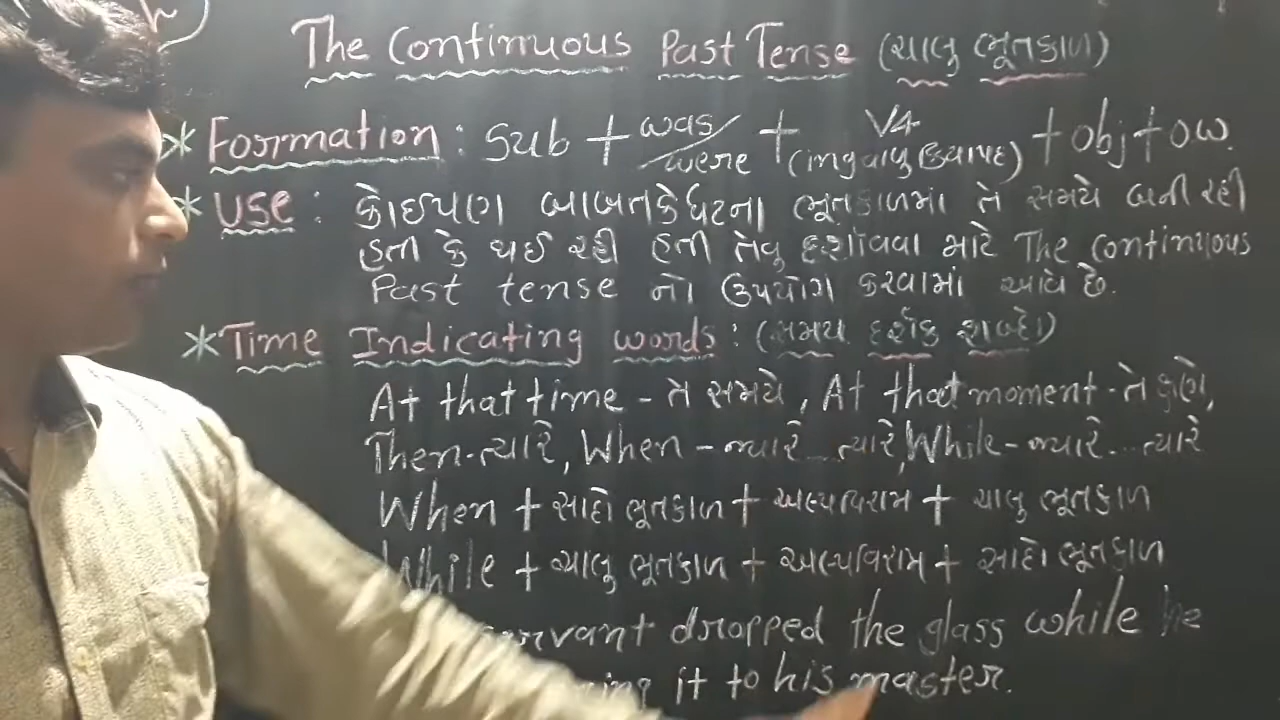 The Continuous Past Tense (ચાલુ ભૂતકાળ)
* Formation : Sub + was/were + V4 (ing વાળુ ક્રિયાપદ) + obj + o.w.
* Use : કોઈપણ બાબત કે ઘટના ભૂતકાળમાં તે સમયે બની રહી
હતી કે થઈ રહી હતી તેવુ દર્શાવવા માટે The Continuous
Past tense નો ઉપયોગ કરવામાં આવે છે.
* Time Indicating words : (સમય દર્શક શબ્દો)
At that time - તે સમયે, At that moment - તે ક્ષણે,
Then - ત્યારે, When - જ્યારે...ત્યારે, While - જ્યારે...ત્યારે
When + સાદો ભૂતકાળ + અલ્પવિરામ + ચાલુ ભૂતકાળ
While + ચાલુ ભૂતકાળ + અલ્પવિરામ + સાદો ભૂતકાળ
dropped the glass while he
it to his master.